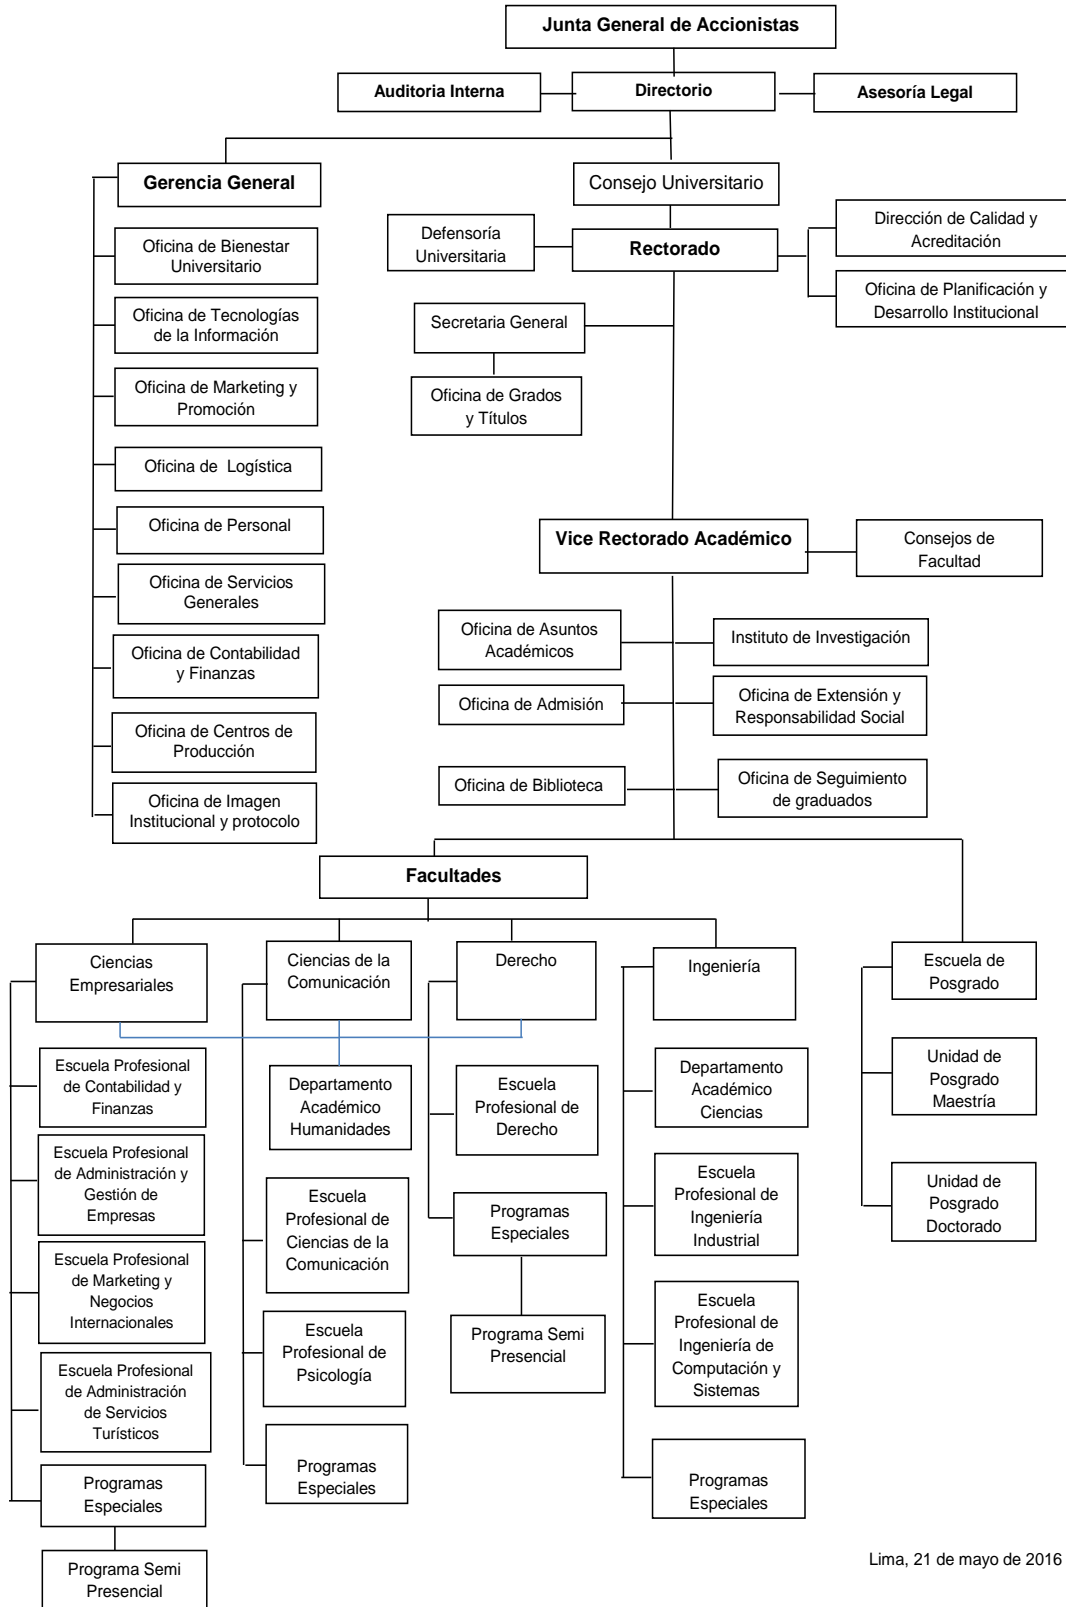 Junta General de Accionistas
Auditoria Interna
Directorio
Asesoría Legal
Gerencia General
Consejo Universitario
Defensoría
Universitaria
Rectorado
Dirección de Calidad y
Acreditación
Oficina de Planificación y
Desarrollo Institucional
Secretaria General
Oficina de Grados
y Títulos
Oficina de Bienestar
Universitario
Oficina de Tecnologías
de la Información
Oficina de Marketing y
Promoción
Oficina de  Logística
Oficina de Personal
Oficina de Servicios
Generales
Oficina de Contabilidad
y Finanzas
Oficina de Centros de
Producción
Oficina de Imagen
Institucional y protocolo
Vice Rectorado Académico
Consejos de
Facultad
Oficina de Asuntos
Académicos
Instituto de Investigación
Oficina de Admisión
Oficina de Extensión y
Responsabilidad Social
Oficina de Biblioteca
Oficina de Seguimiento
de graduados
Facultades
Ciencias
Empresariales
Escuela Profesional
de Contabilidad y
Finanzas
Escuela Profesional
de Administración y
Gestión de
Empresas
Escuela Profesional
de Marketing y
Negocios
Internacionales
Escuela Profesional
de Administración
de Servicios
Turísticos
Programas
Especiales
Programa Semi
Presencial
Ciencias de la
Comunicación
Departamento
Académico
Humanidades
Escuela
Profesional de
Ciencias de la
Comunicación
Escuela
Profesional de
Psicología
Programas
Especiales
Derecho
Escuela
Profesional de
Derecho
Programas
Especiales
Programa Semi
Presencial
Ingeniería
Departamento
Académico
Ciencias
Escuela
Profesional de
Ingeniería
Industrial
Escuela
Profesional de
Ingeniería de
Computación y
Sistemas
Programas
Especiales
Escuela de
Posgrado
Unidad de
Posgrado
Maestría
Unidad de
Posgrado
Doctorado
Lima, 21 de mayo de 2016